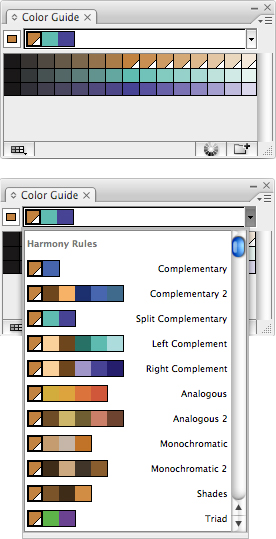 Color Guide
Color Guide
Harmony Rules
Complementary
Complementary 2
Split Complementary
Left Complement
Right Complement
Analogous
Analogous 2
Monochromatic
Monochromatic 2
Shades
Triad